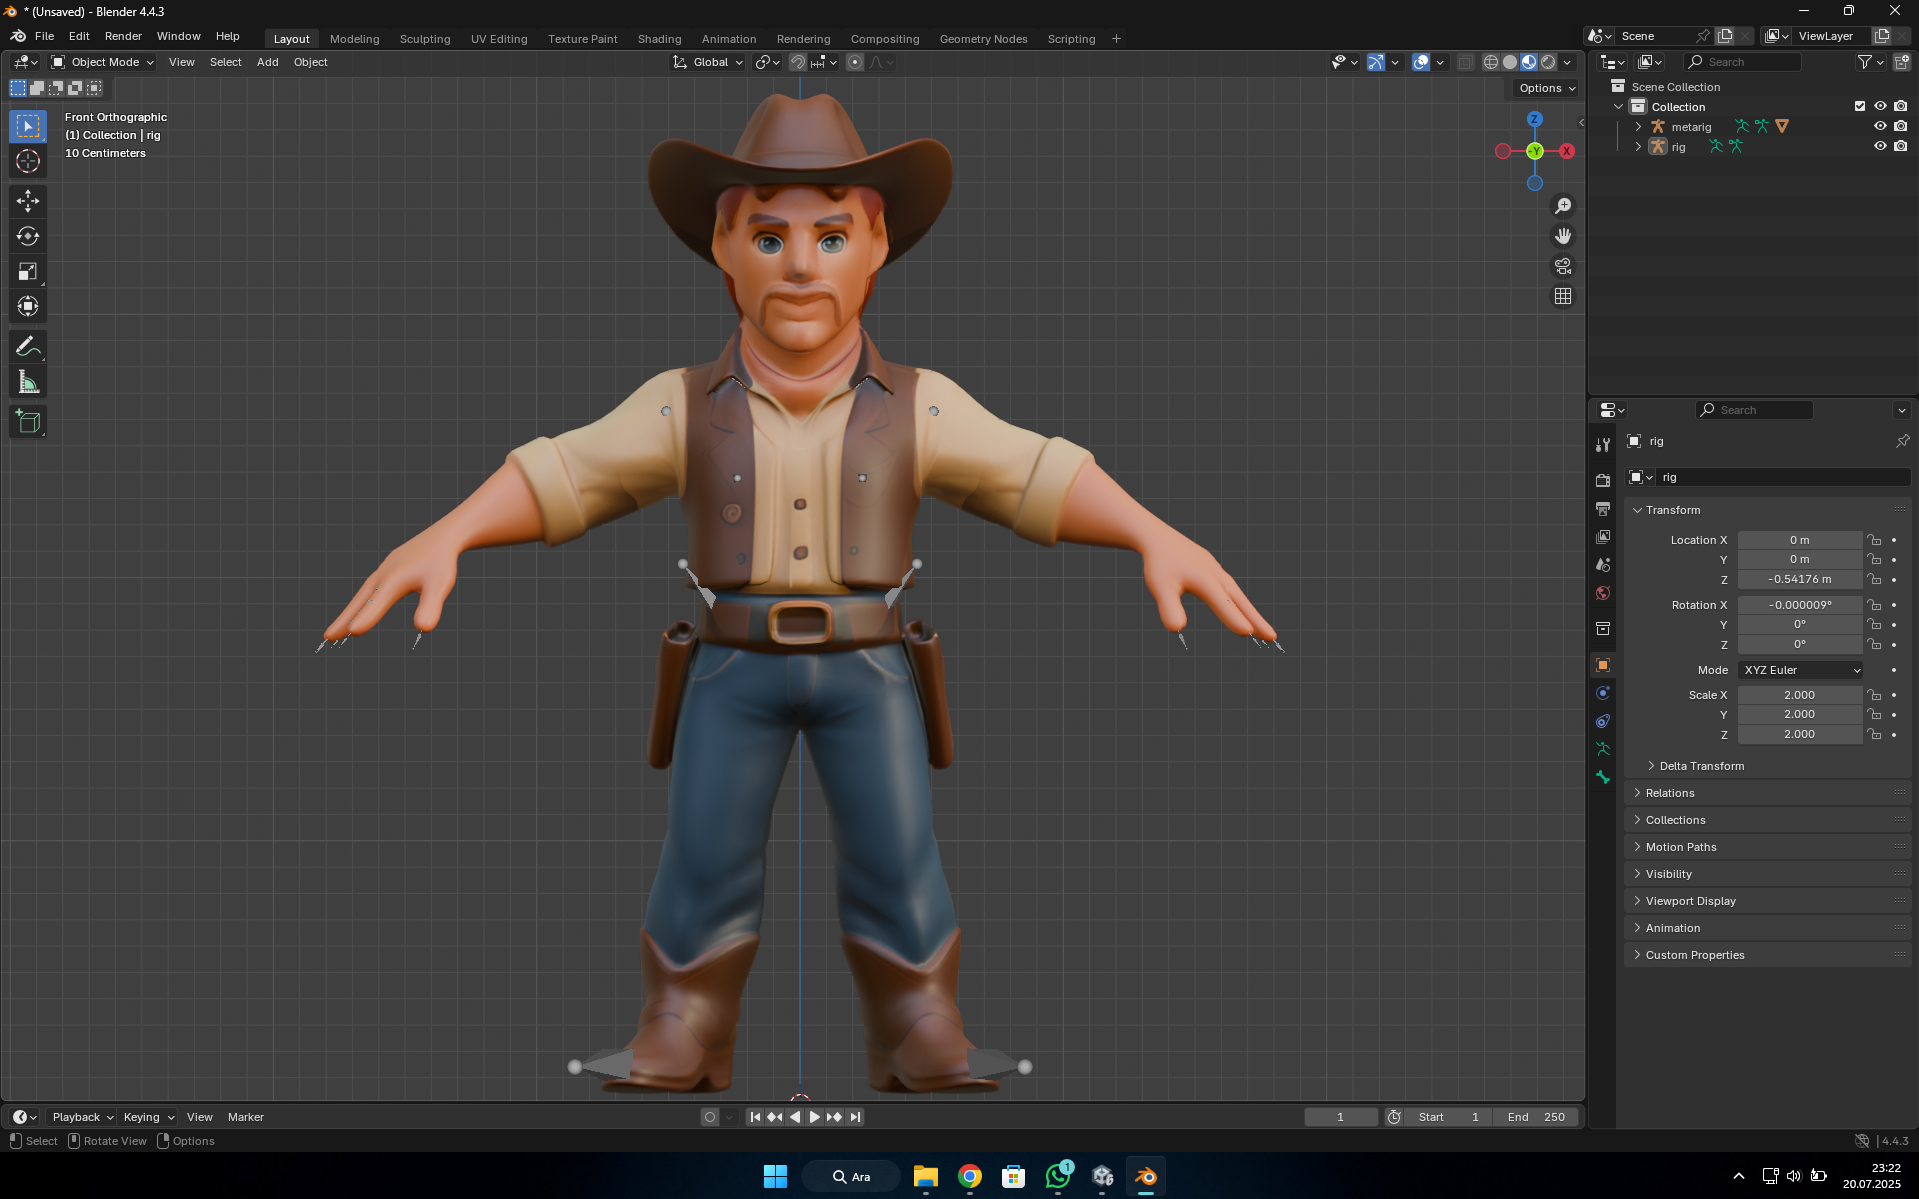 * (Unsaved) - Blender 4.4.3
File Edit Render Window Help Layout Modeling Sculpting UV Editing Texture Paint Shading Animation Rendering Compositing Geometry Nodes Scripting + Scene ViewLayer
Object Mode View Select Add Object Global Search
Options
Front Orthographic
(1) Collection | rig
10 Centimeters
Z
-Y
X
Scene Collection
Collection
metarig
rig
Search
rig
rig
Transform
Location X 0 m
Y 0 m
Z -0.54176 m
Rotation X -0.000009°
Y 0°
Z 0°
Mode XYZ Euler
Scale X 2.000
Y 2.000
Z 2.000
Delta Transform
Relations
Collections
Motion Paths
Visibility
Viewport Display
Animation
Custom Properties
Playback Keying View Marker 1 Start 1 End 250
Select Rotate View Options 4.4.3
Ara 1 23:22
20.07.2025